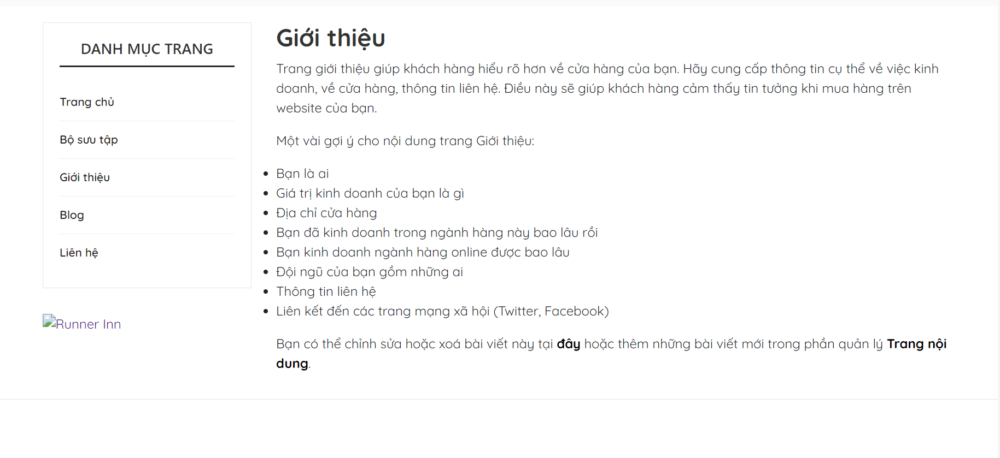 DANH MỤC TRANG
Trang chủ
Bộ sưu tập
Giới thiệu
Blog
Liên hệ
Runner Inn
Giới thiệu
Trang giới thiệu giúp khách hàng hiểu rõ hơn về cửa hàng của bạn. Hãy cung cấp thông tin cụ thể về việc kinh
doanh, về cửa hàng, thông tin liên hệ. Điều này sẽ giúp khách hàng cảm thấy tin tưởng khi mua hàng trên
website của bạn.
Một vài gợi ý cho nội dung trang Giới thiệu:
• Bạn là ai
• Giá trị kinh doanh của bạn là gì
• Địa chỉ cửa hàng
• Bạn đã kinh doanh trong ngành hàng này bao lâu rồi
• Bạn kinh doanh ngành hàng online được bao lâu
• Đội ngũ của bạn gồm những ai
• Thông tin liên hệ
• Liên kết đến các trang mạng xã hội (Twitter, Facebook)
Bạn có thể chỉnh sửa hoặc xoá bài viết này tại đây hoặc thêm những bài viết mới trong phần quản lý Trang nội
dung.